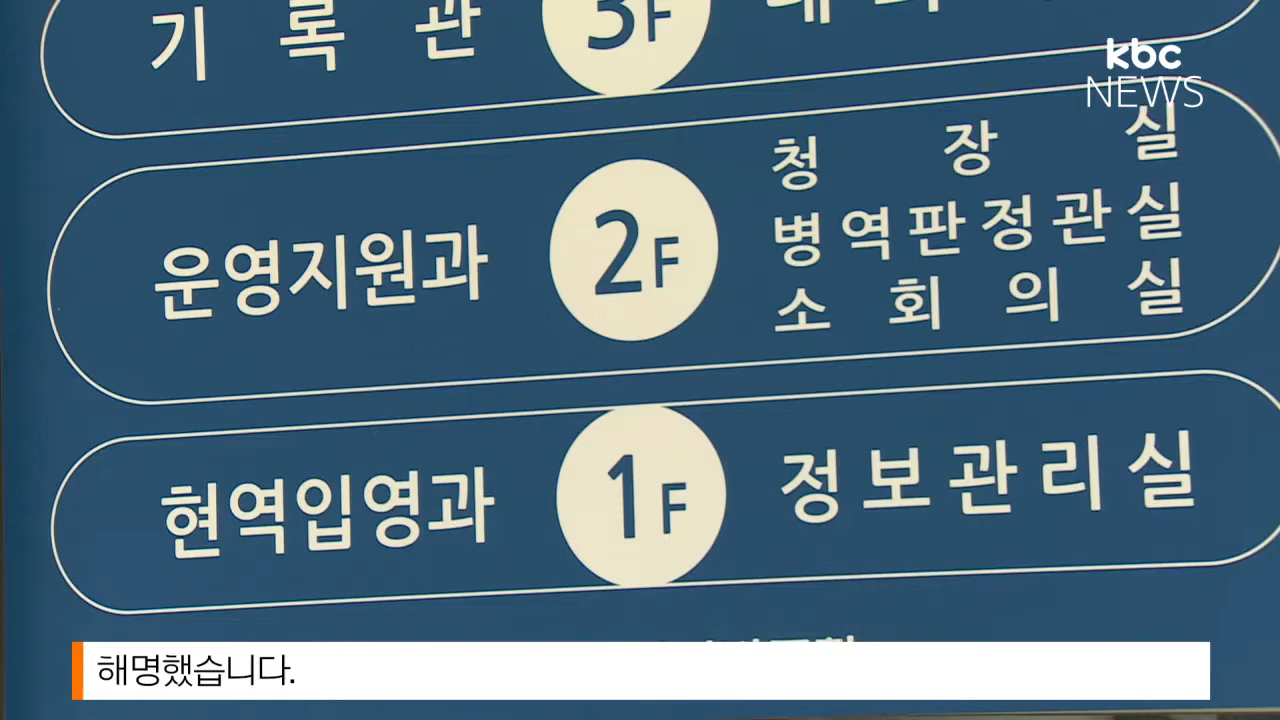 기록관 3F
kbc
NEWS
운영지원과 2F 청장실
병역판정관실
소회의실
현역입영과 1F 정보관리실
해명했습니다.